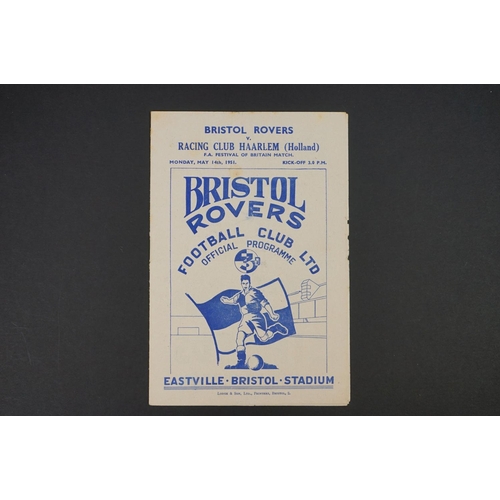 BRISTOL ROVERS
v.
RACING CLUB HAARLEM (Holland)
F.A. FESTIVAL OF BRITAIN MATCH.
MONDAY, MAY 14th, 1951. KICK-OFF 3.0 P.M.
BRISTOL
ROVERS
FOOTBALL CLUB LTD
OFFICIAL PROGRAMME
3D
EASTVILLE · BRISTOL · STADIUM